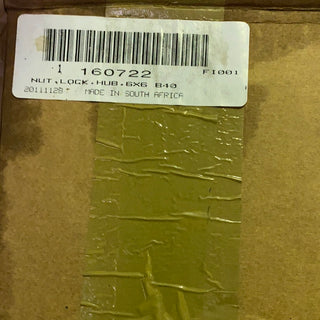 1 160722 FI001
NUT,LOCK,HUB,6X6 B40
20111128* MADE IN SOUTH AFRICA